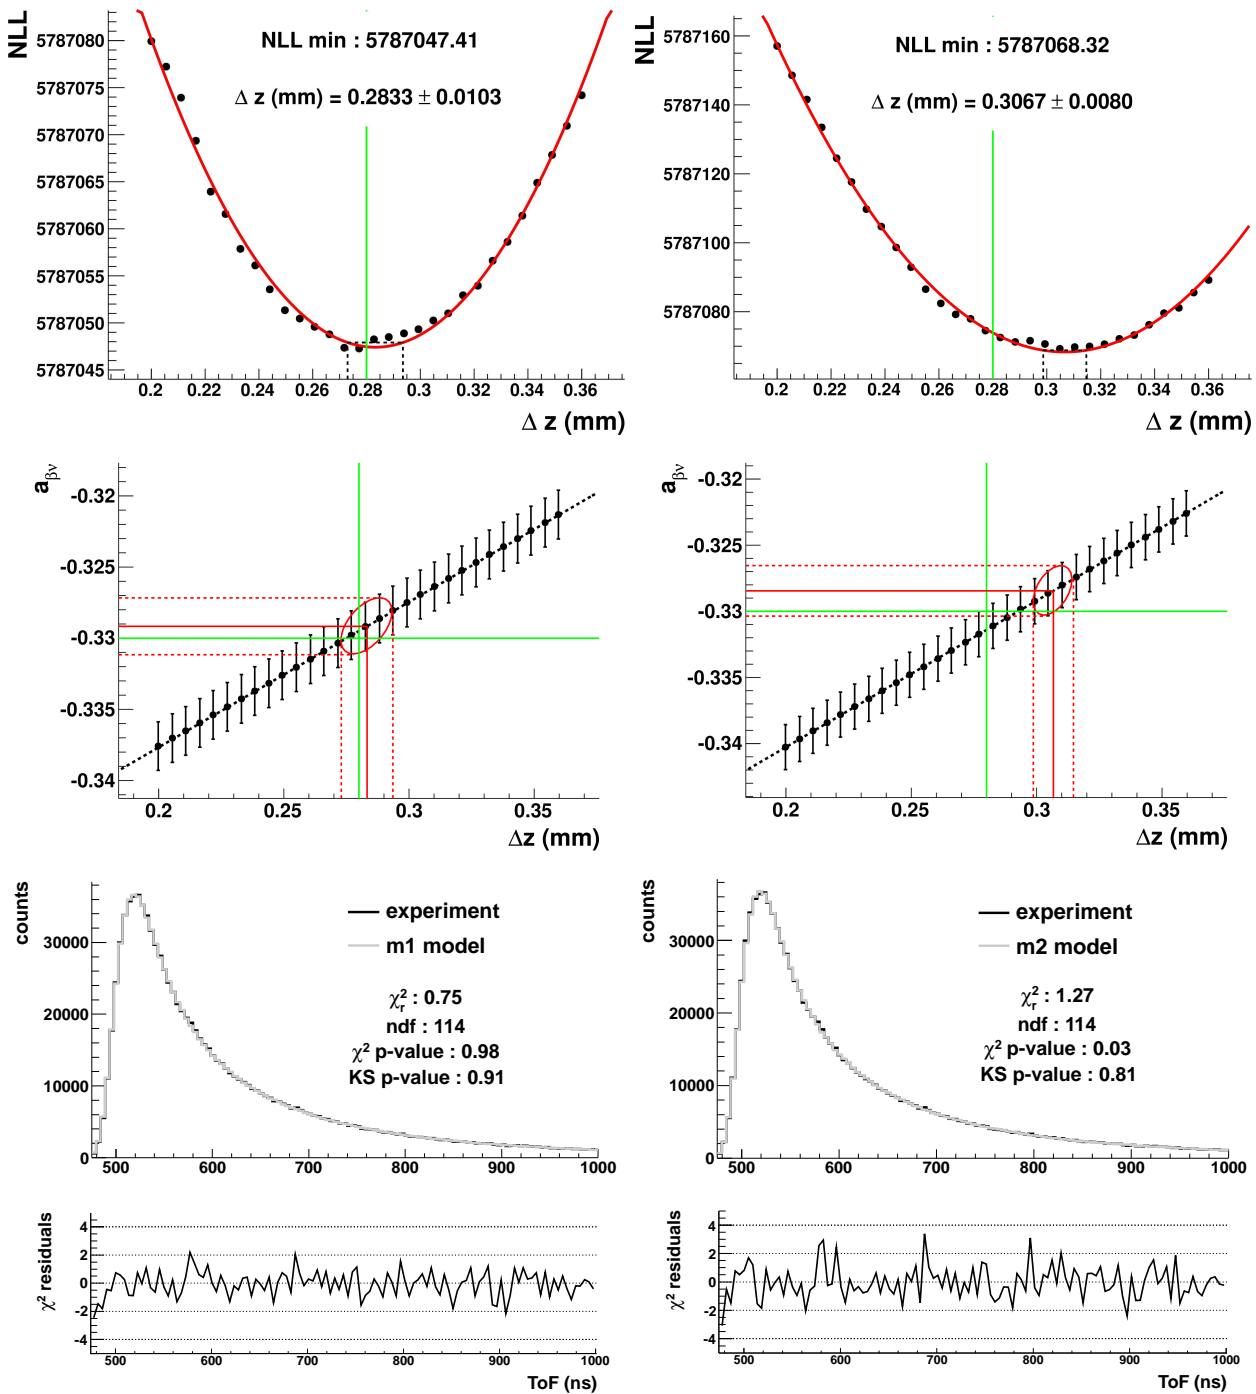 NLL
NLL min : 5787047.41
Δ z (mm) = 0.2833 ± 0.0103
5787080
5787075
5787070
5787065
5787060
5787055
5787050
5787045
0.2 0.22 0.24 0.26 0.28 0.3 0.32 0.34 0.36
Δ z (mm)
NLL
NLL min : 5787068.32
Δ z (mm) = 0.3067 ± 0.0080
5787160
5787140
5787120
5787100
5787080
0.2 0.22 0.24 0.26 0.28 0.3 0.32 0.34 0.36
Δ z (mm)
aβν
-0.32
-0.325
-0.33
-0.335
-0.34
0.2 0.25 0.3 0.35
Δz (mm)
aβν
-0.32
-0.325
-0.33
-0.335
-0.34
0.2 0.25 0.3 0.35
Δz (mm)
counts
experiment
m1 model
χ²r : 0.75
ndf : 114
χ² p-value : 0.98
KS p-value : 0.91
30000
20000
10000
0
500 600 700 800 900 1000
counts
experiment
m2 model
χ²r : 1.27
ndf : 114
χ² p-value : 0.03
KS p-value : 0.81
30000
20000
10000
0
500 600 700 800 900 1000
χ² residuals
4
2
0
-2
-4
500 600 700 800 900 1000
ToF (ns)
χ² residuals
4
2
0
-2
-4
500 600 700 800 900 1000
ToF (ns)